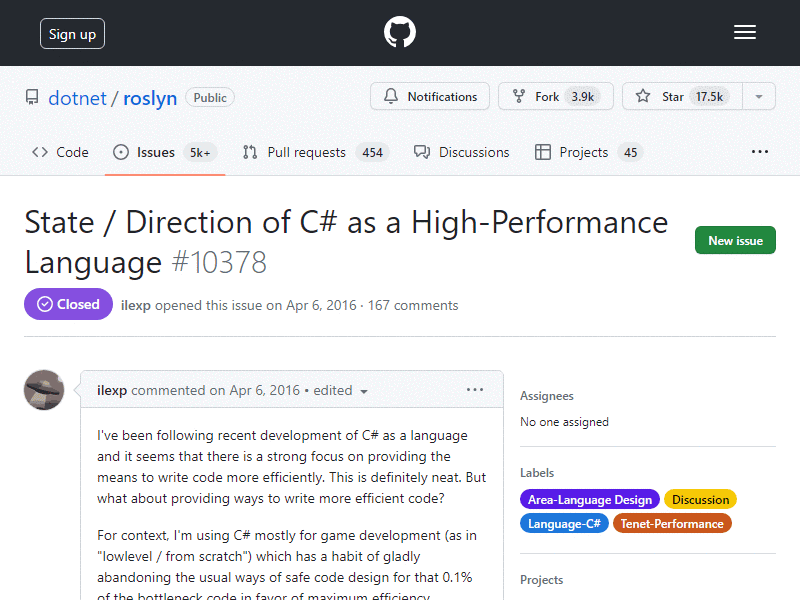 Sign up
dotnet / roslyn Public
Notifications Fork 3.9k Star 17.5k
Code Issues 5k+ Pull requests 454 Discussions Projects 45 ...
State / Direction of C# as a High-Performance
Language #10378
New issue
Closed ilexp opened this issue on Apr 6, 2016 · 167 comments
ilexp commented on Apr 6, 2016 • edited ...
I've been following recent development of C# as a language
and it seems that there is a strong focus on providing the
means to write code more efficiently. This is definitely neat. But
what about providing ways to write more efficient code?
For context, I'm using C# mostly for game development (as in
"lowlevel / from scratch") which has a habit of gladly
abandoning the usual ways of safe code design for that 0.1%
of the bottleneck code in favor of maximum efficiency.
Assignees
No one assigned
Labels
Area-Language Design Discussion
Language-C# Tenet-Performance
Projects